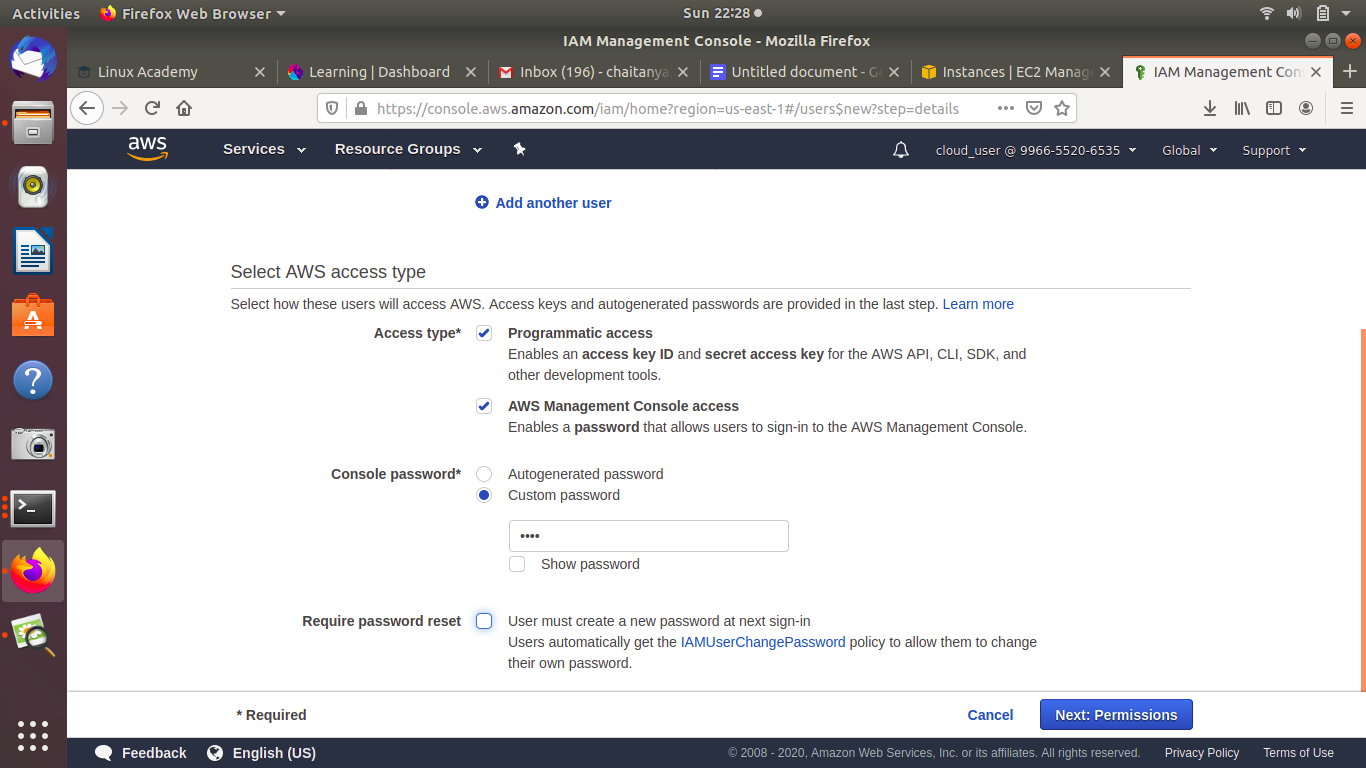 Activities
Firefox Web Browser
Sun 22:28
IAM Management Console - Mozilla Firefox
Linux Academy
Learning | Dashboard
Inbox (196) - chaitanya
Untitled document - G
Instances | EC2 Manag
IAM Management Con
https://console.aws.amazon.com/iam/home?region=us-east-1#/users$new?step=details
aws
Services
Resource Groups
cloud_user @ 9966-5520-6535
Global
Support
Add another user
Select AWS access type
Select how these users will access AWS. Access keys and autogenerated passwords are provided in the last step. Learn more
Access type*
Programmatic access
Enables an access key ID and secret access key for the AWS API, CLI, SDK, and
other development tools.
AWS Management Console access
Enables a password that allows users to sign-in to the AWS Management Console.
Console password*
Autogenerated password
Custom password
••••
Show password
Require password reset
User must create a new password at next sign-in
Users automatically get the IAMUserChangePassword policy to allow them to change
their own password.
* Required
Cancel
Next: Permissions
Feedback
English (US)
© 2008 - 2020, Amazon Web Services, Inc. or its affiliates. All rights reserved.
Privacy Policy
Terms of Use